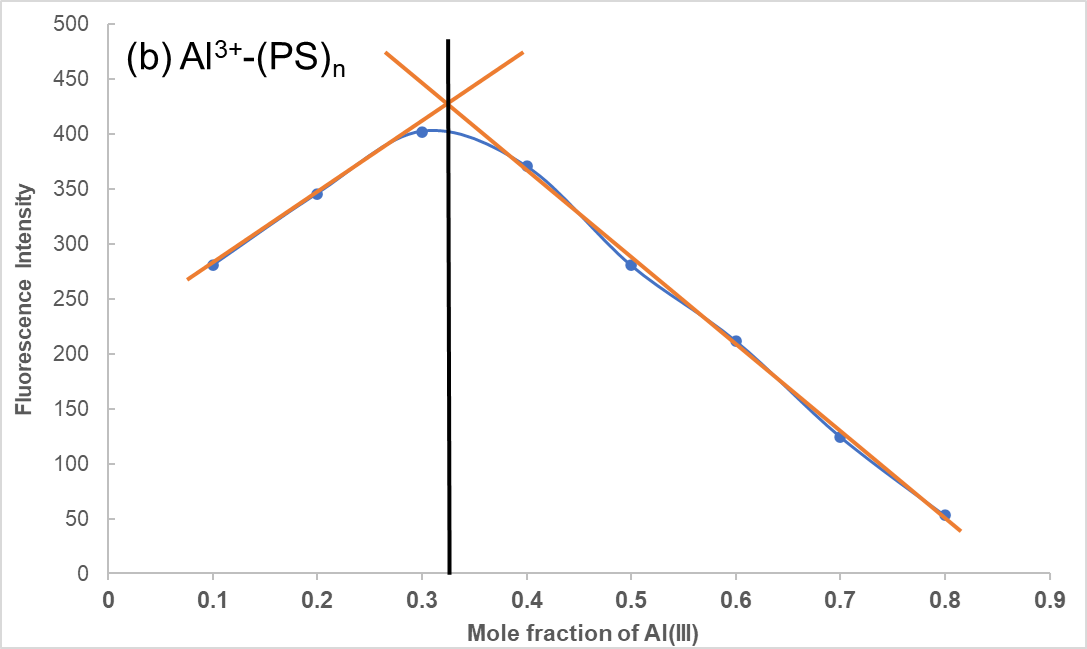 500
(b) Al³⁺-(PS)ₙ
450
400
350
300
250
200
150
100
50
0
Fluorescence Intensity
0 0.1 0.2 0.3 0.4 0.5 0.6 0.7 0.8 0.9
Mole fraction of Al(III)